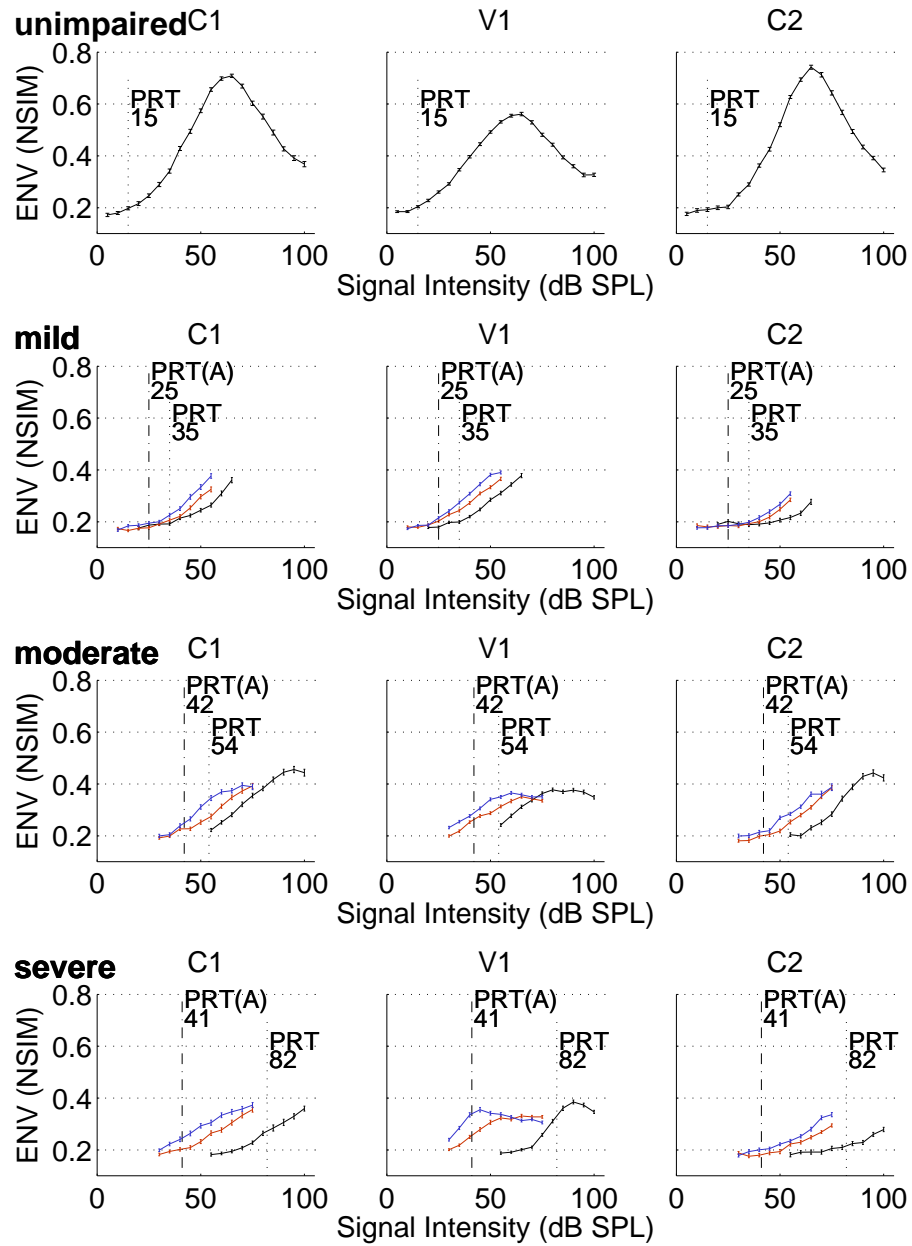 unimpaired C1 V1 C2
ENV (NSIM)
0.8
0.6
0.4
0.2
PRT
15
PRT
15
PRT
15
0 50 100 0 50 100 0 50 100
Signal Intensity (dB SPL)
mild C1 V1 C2
ENV (NSIM)
0.8
0.6
0.4
0.2
PRT(A)
25
PRT
35
PRT(A)
25
PRT
35
PRT(A)
25
PRT
35
0 50 100 0 50 100 0 50 100
Signal Intensity (dB SPL)
moderate C1 V1 C2
ENV (NSIM)
0.8
0.6
0.4
0.2
PRT(A)
42
PRT
54
PRT(A)
42
PRT
54
PRT(A)
42
PRT
54
0 50 100 0 50 100 0 50 100
Signal Intensity (dB SPL)
severe C1 V1 C2
ENV (NSIM)
0.8
0.6
0.4
0.2
PRT(A)
41
PRT
82
PRT(A)
41
PRT
82
PRT(A)
41
PRT
82
0 50 100 0 50 100 0 50 100
Signal Intensity (dB SPL)